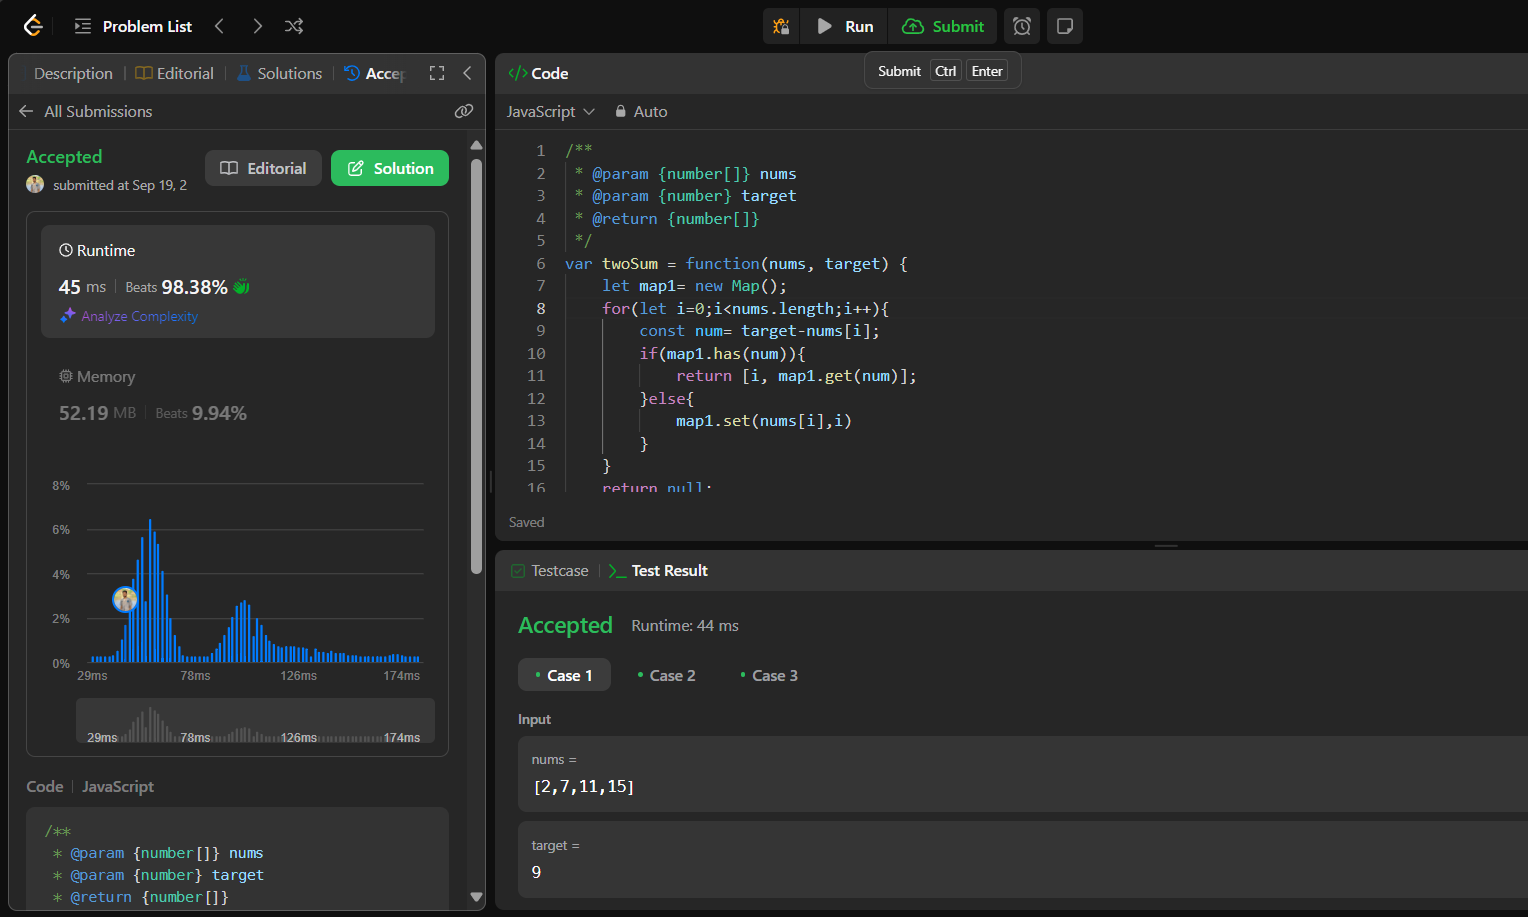 Problem List
Run
Submit
Description | Editorial | Solutions | Accep
All Submissions
Accepted
submitted at Sep 19, 2
Editorial
Solution
Runtime
45 ms | Beats 98.38%
Analyze Complexity
Memory
52.19 MB | Beats 9.94%
8%
6%
4%
2%
0%
29ms 78ms 126ms 174ms
29ms 78ms 126ms 174ms
Code | JavaScript
/**
* @param {number[]} nums
* @param {number} target
* @return {number[]}
</> Code
Submit Ctrl Enter
JavaScript Auto
1 /**
2 * @param {number[]} nums
3 * @param {number} target
4 * @return {number[]}
5 */
6 var twoSum = function(nums, target) {
7 let map1= new Map();
8 for(let i=0;i<nums.length;i++){
9 const num= target-nums[i];
10 if(map1.has(num)){
11 return [i, map1.get(num)];
12 }else{
13 map1.set(nums[i],i)
14 }
15 }
16 return null;
Saved
Testcase | >_ Test Result
Accepted Runtime: 44 ms
• Case 1 • Case 2 • Case 3
Input
nums =
[2,7,11,15]
target =
9